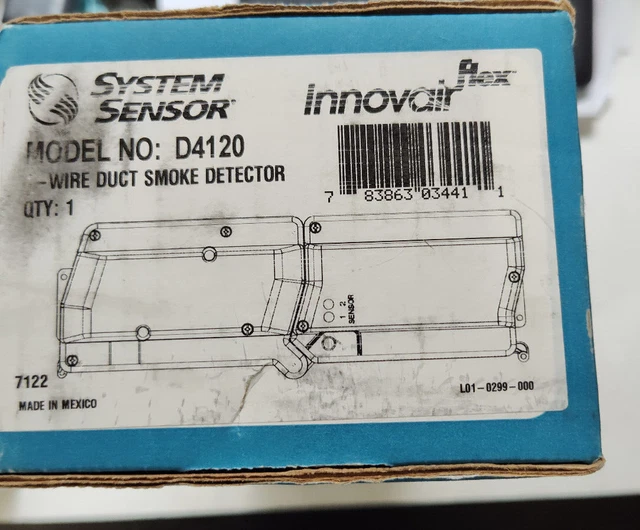 SYSTEM
SENSOR
Innovair flex
MODEL NO: D4120
-WIRE DUCT SMOKE DETECTOR
QTY: 1
7 83863 03441 1
1 2
SENSOR
7122
MADE IN MEXICO
L01-0299-000